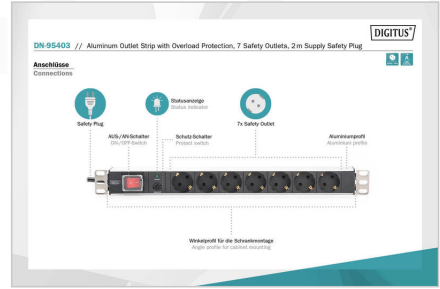 DIGITUS®
DN-95403 // Aluminum Outlet Strip with Overload Protection, 7 Safety Outlets, 2 m Supply Safety Plug
Anschlüsse
Connections
Statusanzeige
Status indicator
Safety Plug
7x Safety Outlet
AUS-/AN-Schalter
ON-/OFF-Switch
Schutz-Schalter
Protect switch
Aluminiumprofil
Aluminium profile
Winkelprofil für die Schrankmontage
Angle profile for cabinet mounting